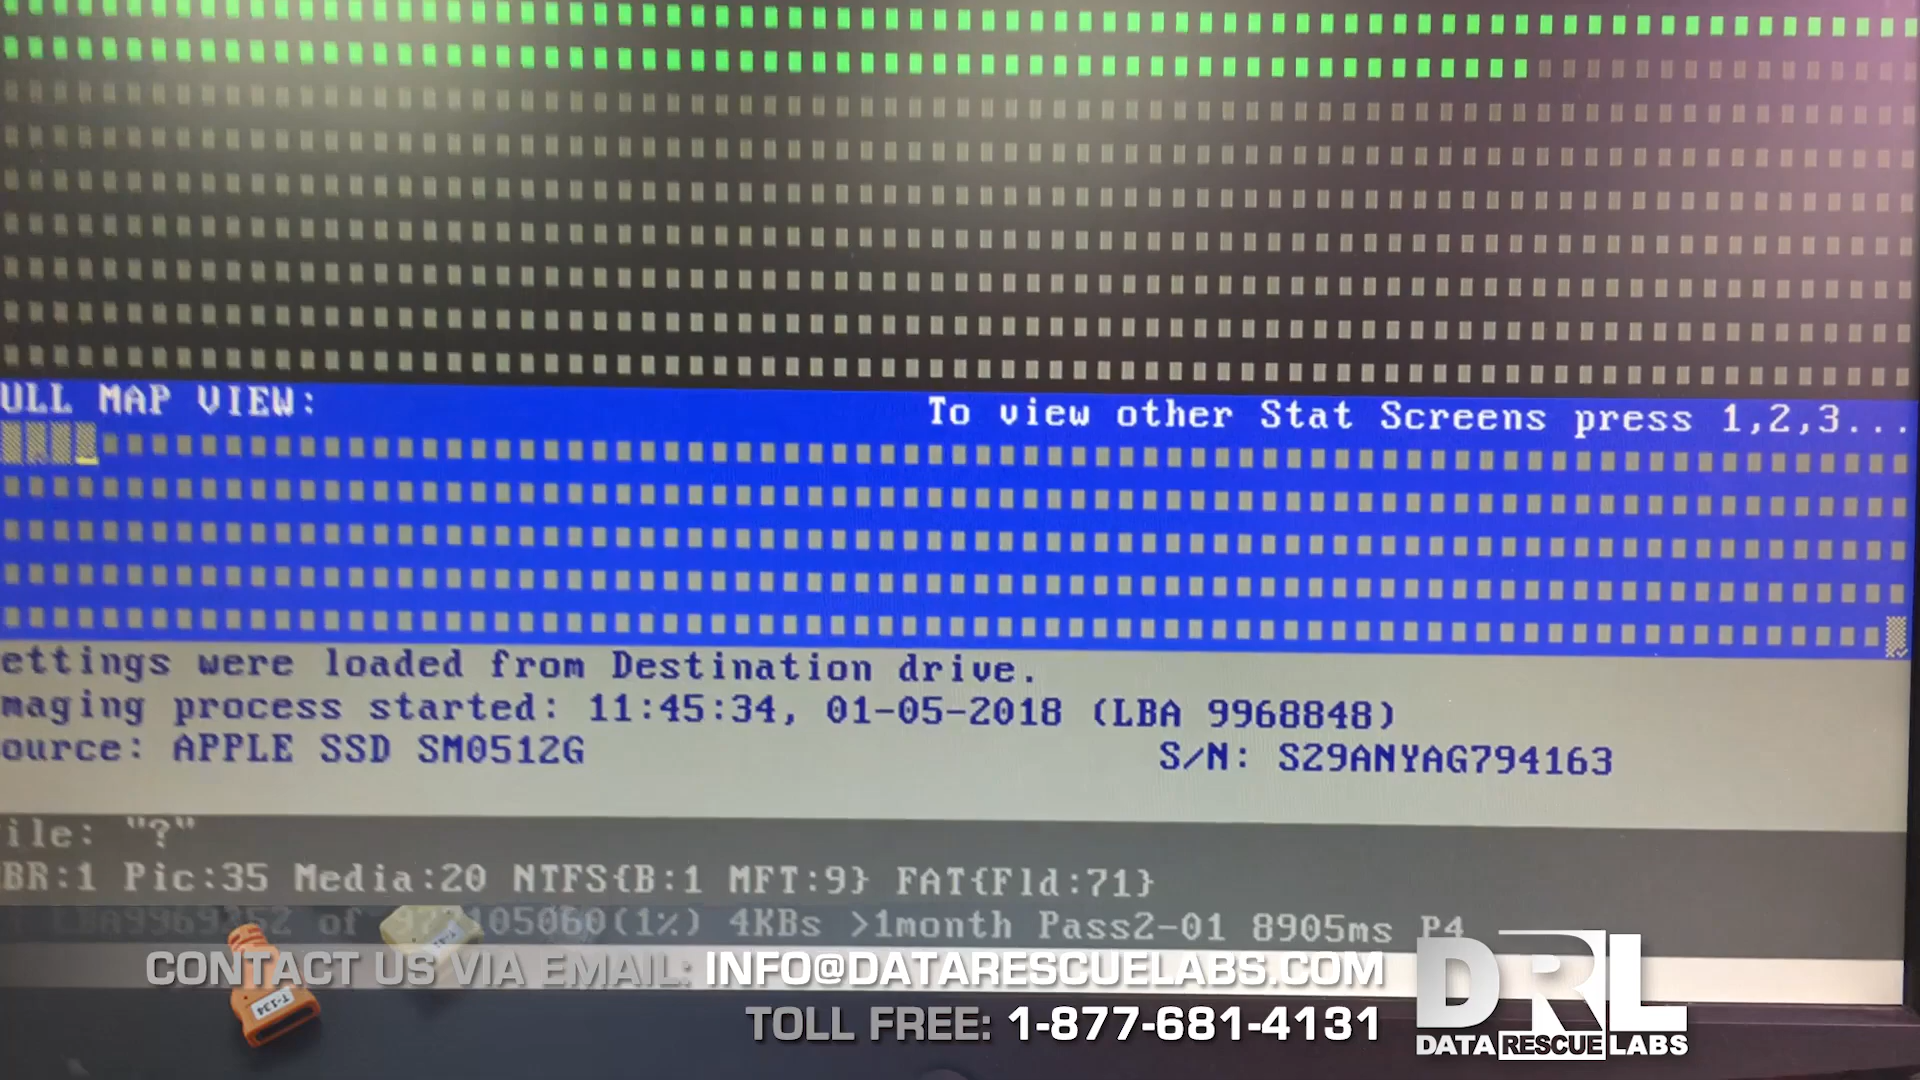 ULL MAP VIEW:
To view other Stat Screens press 1,2,3...
ettings were loaded from Destination drive.
maging process started: 11:45:34, 01-05-2018 (LBA 9968848)
ource: APPLE SSD SM0512G S/N: S29ANYAG794163
ile: "?"
BR:1 Pic:35 Media:20 NTFS{B:1 MFT:9} FAT{Fld:71}
of 105060(1%) 4KBs >1month Pass2-01 8905ms P4
CONTACT US VIA EMAIL: INFO@DATARESCUELABS.COM
TOLL FREE: 1-877-681-4131
DRL
DATA RESCUE LABS
T-134